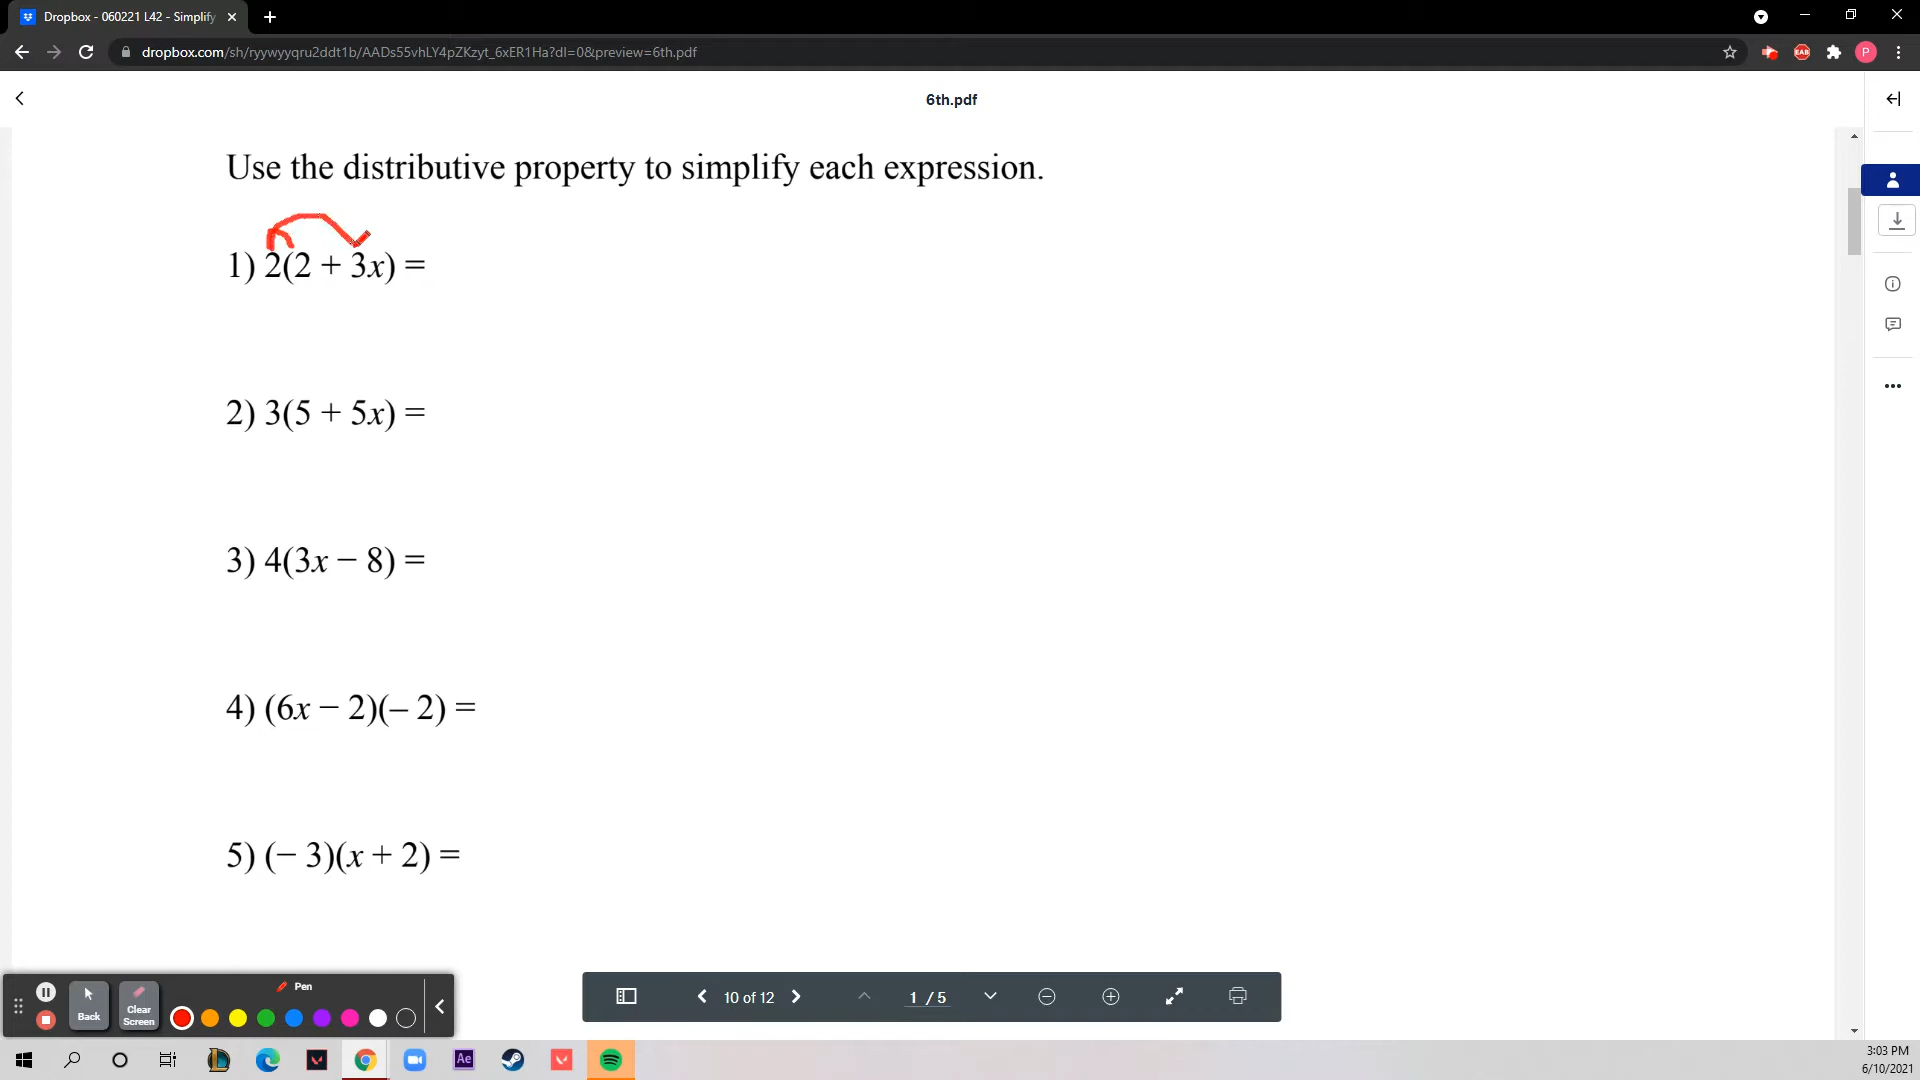 Dropbox - 060221 L42 - Simplify
dropbox.com/sh/ryywyyqru2ddt1b/AADs55vhLY4pZKzyt_6xER1Ha?dl=0&preview=6th.pdf
EAB
P
6th.pdf
Use the distributive property to simplify each expression.
1) 2(2 + 3x) =
2) 3(5 + 5x) =
3) 4(3x − 8) =
4) (6x − 2)(– 2) =
5) (− 3)(x + 2) =
Pen
Back
Clear Screen
10 of 12
1 / 5
Ae
3:03 PM
6/10/2021